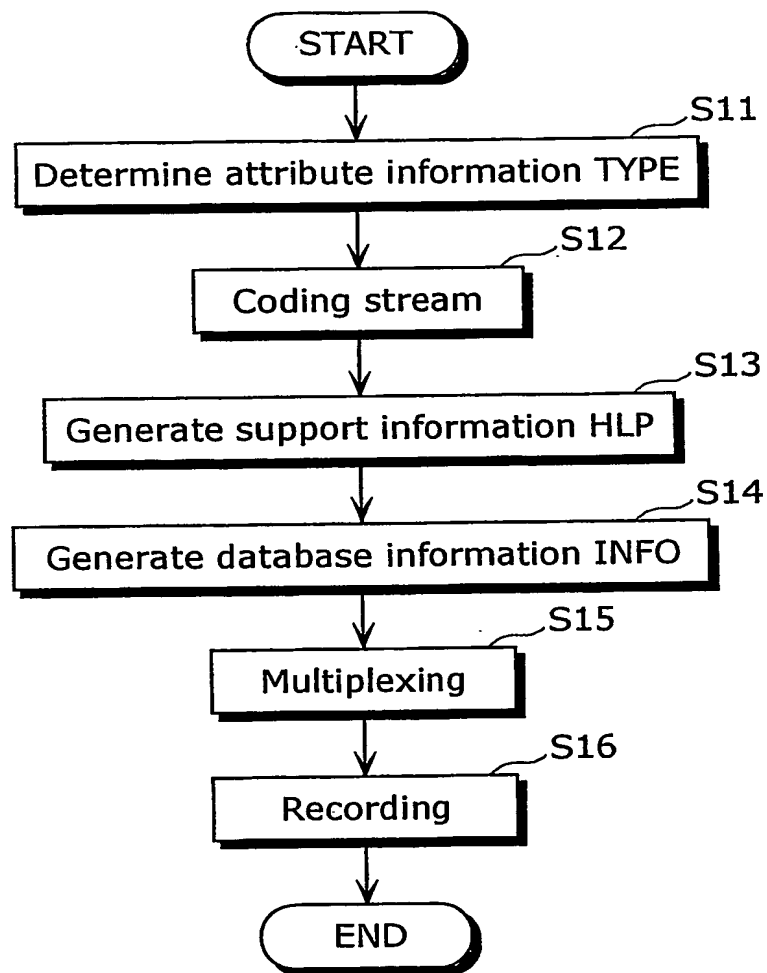 START
S11
Determine attribute information TYPE
S12
Coding stream
S13
Generate support information HLP
S14
Generate database information INFO
S15
Multiplexing
S16
Recording
END